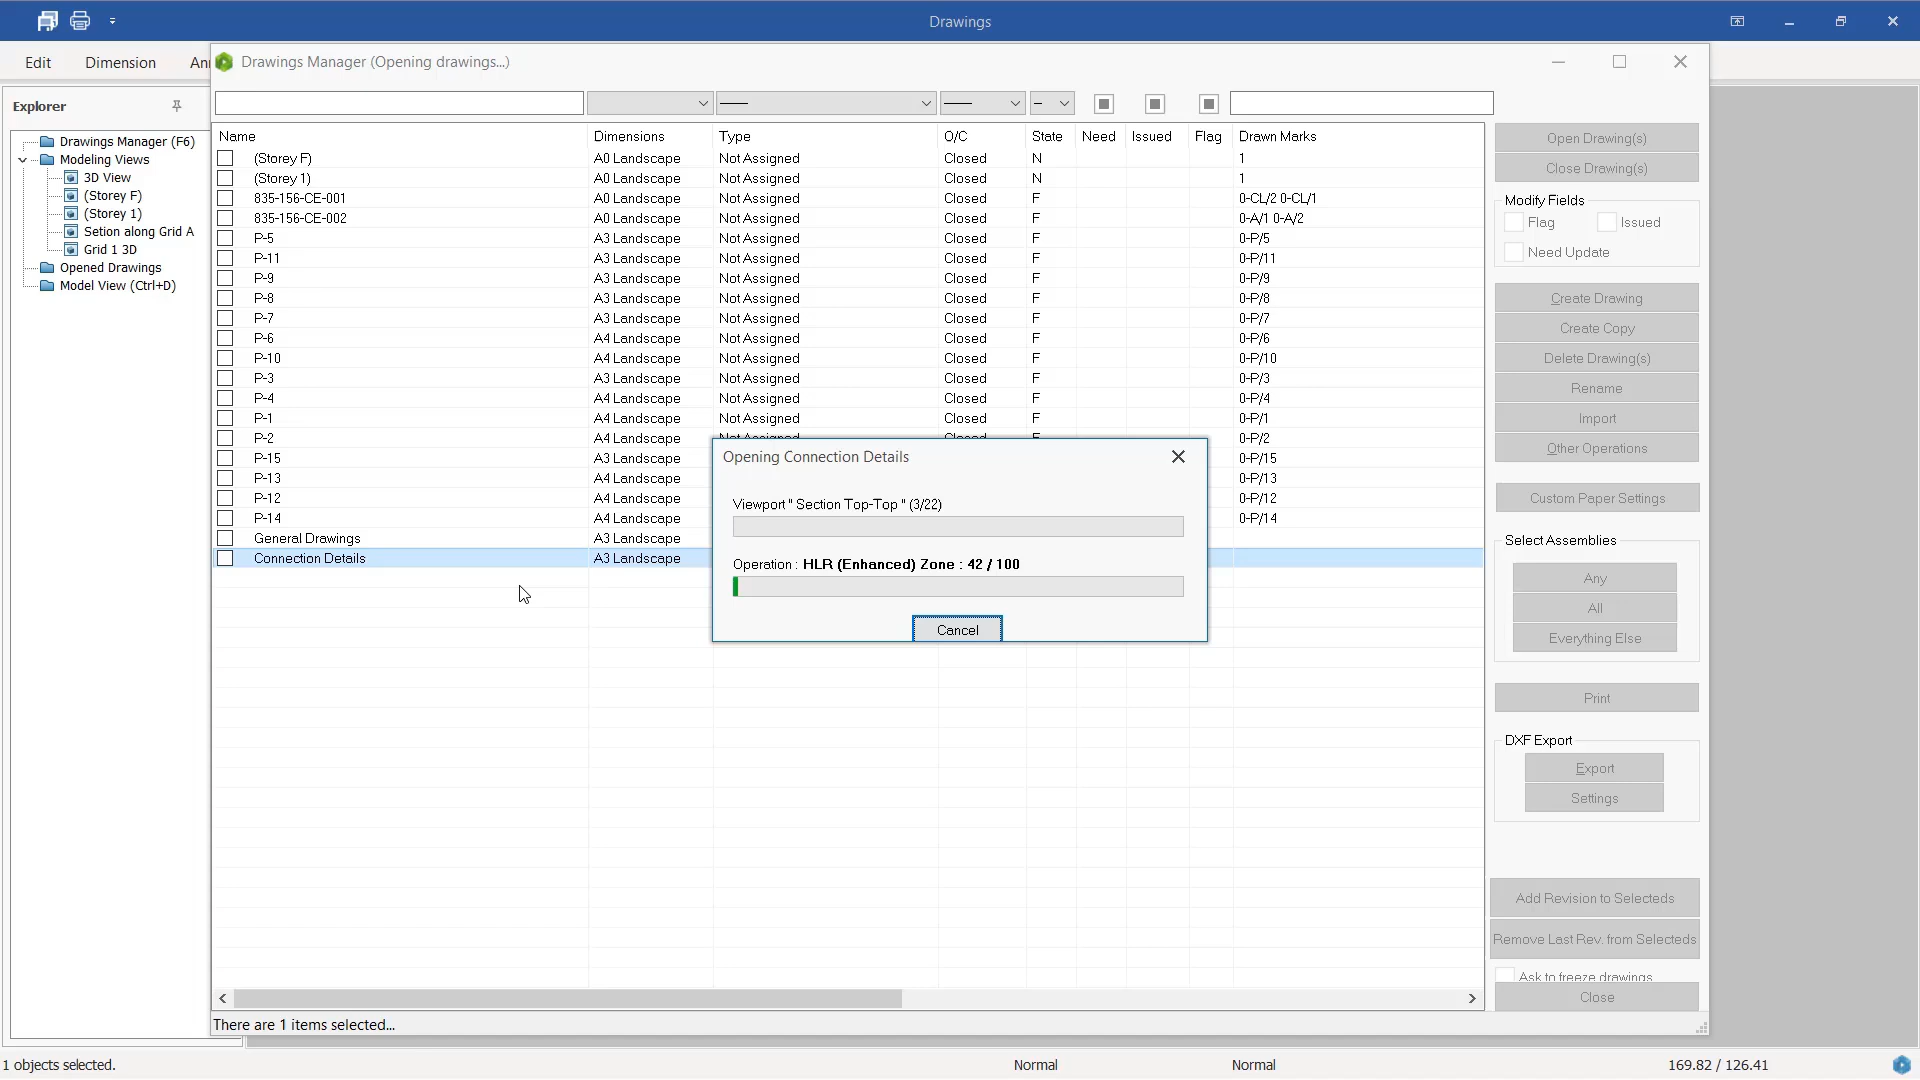 Drawings
Edit Dimension
Drawings Manager (Opening drawings...)
Explorer
Drawings Manager (F6)
Modeling Views
3D View
(Storey F)
(Storey 1)
Setion along Grid A
Grid 1 3D
Opened Drawings
Model View (Ctrl+D)
Name Dimensions Type O/C State Need Issued Flag Drawn Marks
(Storey F) A0 Landscape Not Assigned Closed N 1
(Storey 1) A0 Landscape Not Assigned Closed N 1
835-156-CE-001 A0 Landscape Not Assigned Closed F 0-CL/2 0-CL/1
835-156-CE-002 A0 Landscape Not Assigned Closed F 0-A/1 0-A/2
P-5 A3 Landscape Not Assigned Closed F 0-P/5
P-11 A3 Landscape Not Assigned Closed F 0-P/11
P-9 A3 Landscape Not Assigned Closed F 0-P/9
P-8 A3 Landscape Not Assigned Closed F 0-P/8
P-7 A3 Landscape Not Assigned Closed F 0-P/7
P-6 A4 Landscape Not Assigned Closed F 0-P/6
P-10 A4 Landscape Not Assigned Closed F 0-P/10
P-3 A3 Landscape Not Assigned Closed F 0-P/3
P-4 A4 Landscape Not Assigned Closed F 0-P/4
P-1 A4 Landscape Not Assigned Closed F 0-P/1
P-2 A4 Landscape Not Assigned Closed F 0-P/2
P-15 A3 Landscape 0-P/15
P-13 A4 Landscape 0-P/13
P-12 A4 Landscape 0-P/12
P-14 A4 Landscape 0-P/14
General Drawings A3 Landscape
Connection Details A3 Landscape
Opening Connection Details
Viewport " Section Top-Top " (3/22)
Operation : HLR (Enhanced) Zone : 42 / 100
Cancel
Open Drawing(s)
Close Drawing(s)
Modify Fields
Flag Issued
Need Update
Create Drawing
Create Copy
Delete Drawing(s)
Rename
Import
Other Operations
Custom Paper Settings
Select Assemblies
Any
All
Everything Else
Print
DXF Export
Export
Settings
Add Revision to Selecteds
Remove Last Rev. from Selecteds
Ask to freeze drawings
Close
There are 1 items selected...
1 objects selected. Normal Normal 169.82 / 126.41